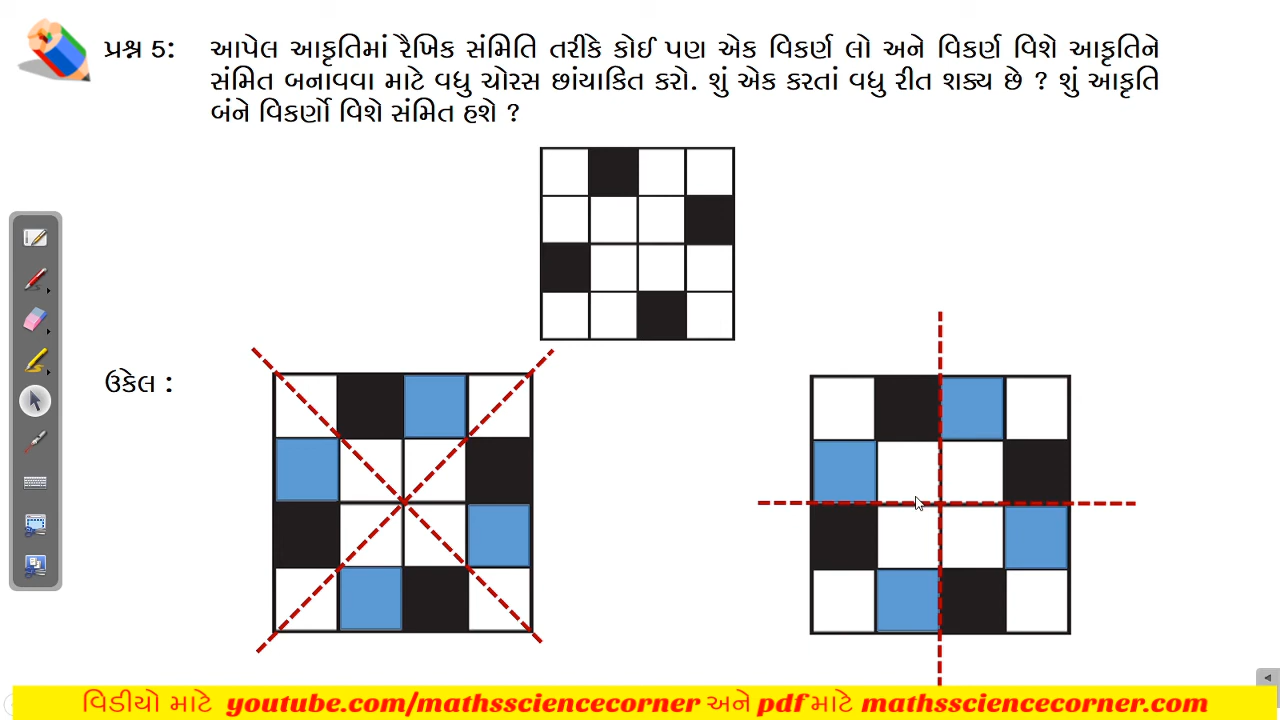 પ્રશ્ન 5:
આપેલ આકૃતિમાં રૈખિક સંમિતિ તરીકે કોઈ પણ એક વિકર્ણ લો અને વિકર્ણ વિશે આકૃતિને
સંમિત બનાવવા માટે વધુ ચોરસ છાંયાકિત કરો. શું એક કરતાં વધુ રીત શક્ય છે ? શું આકૃતિ
બંને વિકર્ણો વિશે સંમિત હશે ?
ઉકેલ :
વિડીયો માટે youtube.com/mathssciencecorner અને pdf માટે mathssciencecorner.com